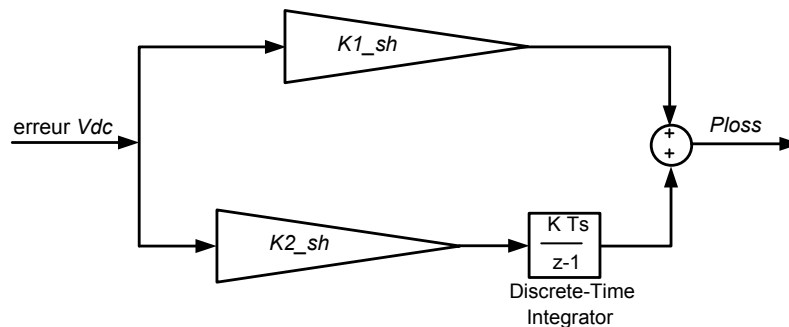 K1_sh
erreur Vdc
+
+
Ploss
K2_sh
K Ts
z-1
Discrete-Time
Integrator